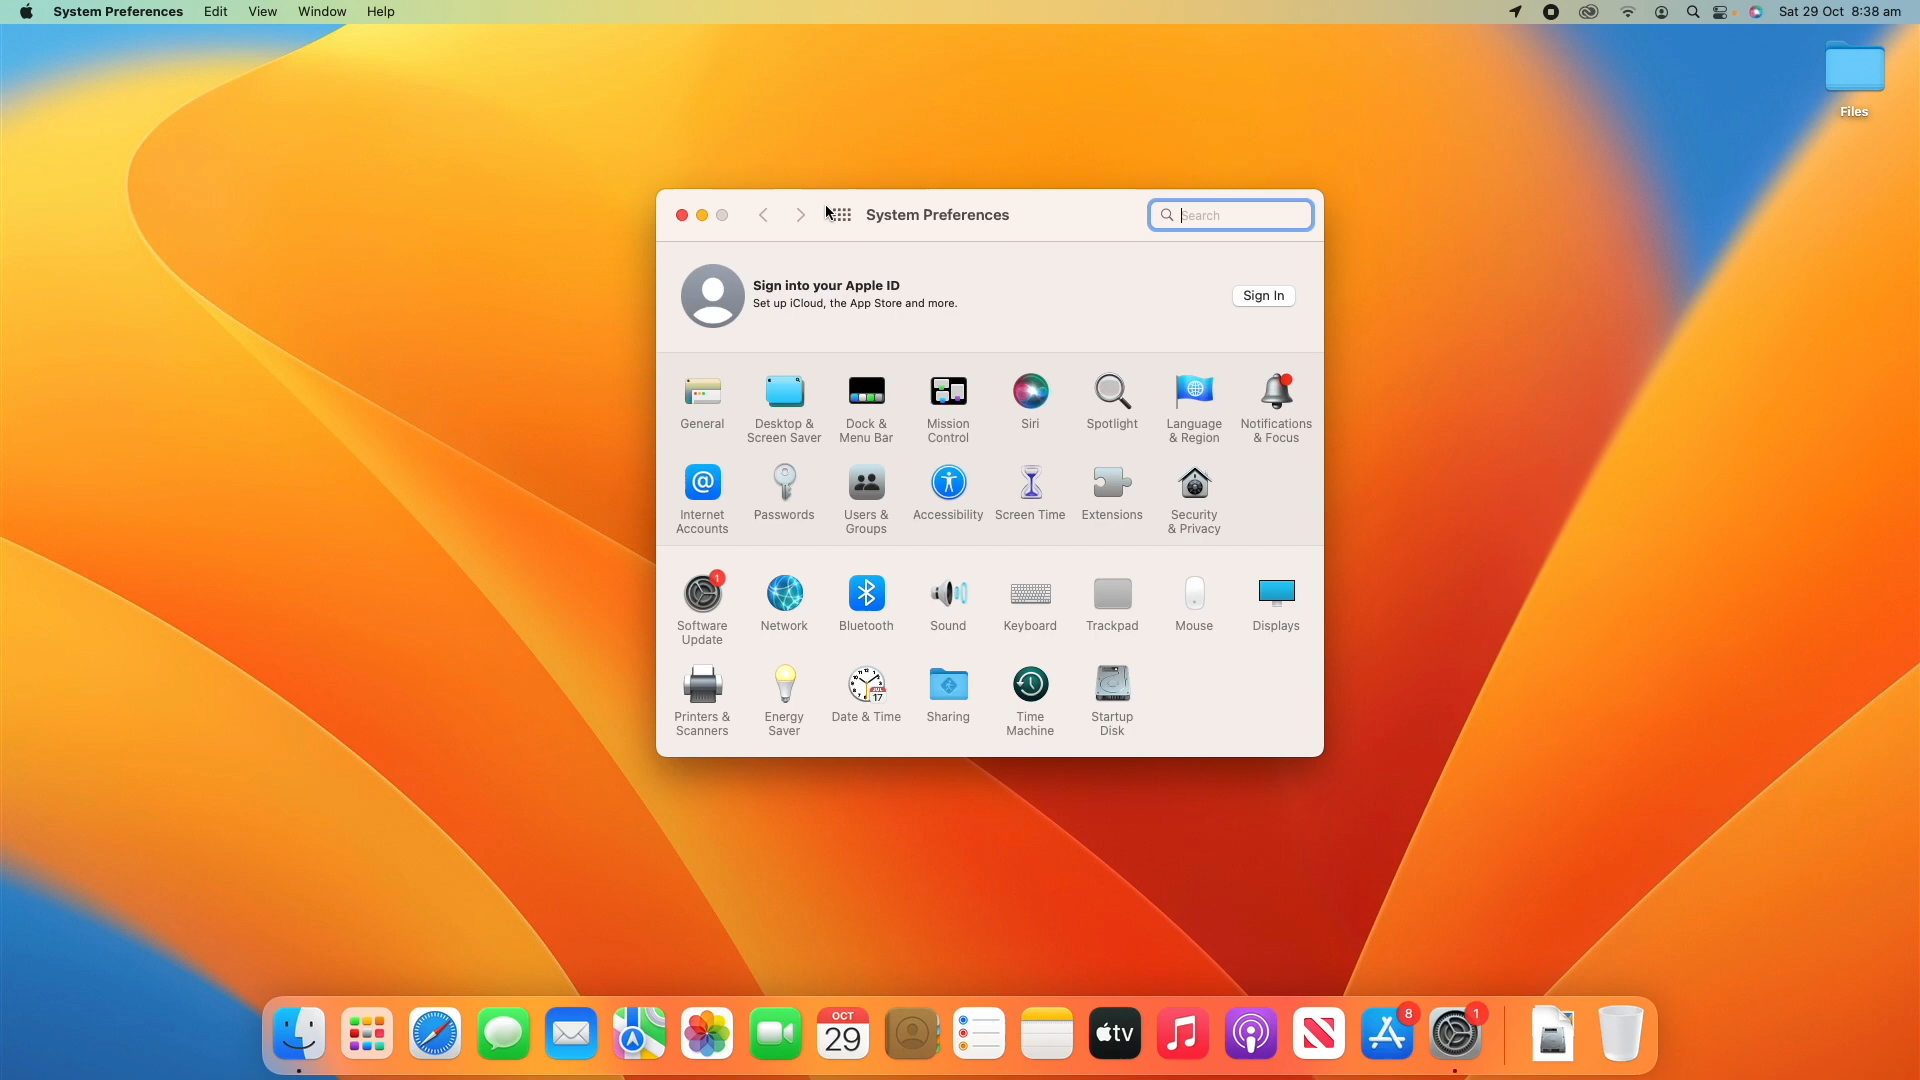 System Preferences Edit View Window Help Sat 29 Oct 8:38 am
Files
System Preferences
Search
Sign into your Apple ID
Set up iCloud, the App Store and more.
Sign In
General
Desktop &
Screen Saver
Dock &
Menu Bar
Mission
Control
Siri
Spotlight
Language
& Region
Notifications
& Focus
Internet
Accounts
Passwords
Users &
Groups
Accessibility
Screen Time
Extensions
Security
& Privacy
1
Software
Update
Network
Bluetooth
Sound
Keyboard
Trackpad
Mouse
Displays
Printers &
Scanners
Energy
Saver
JUL
17
Date & Time
Sharing
Time
Machine
Startup
Disk
OCT
29
tv
8
1